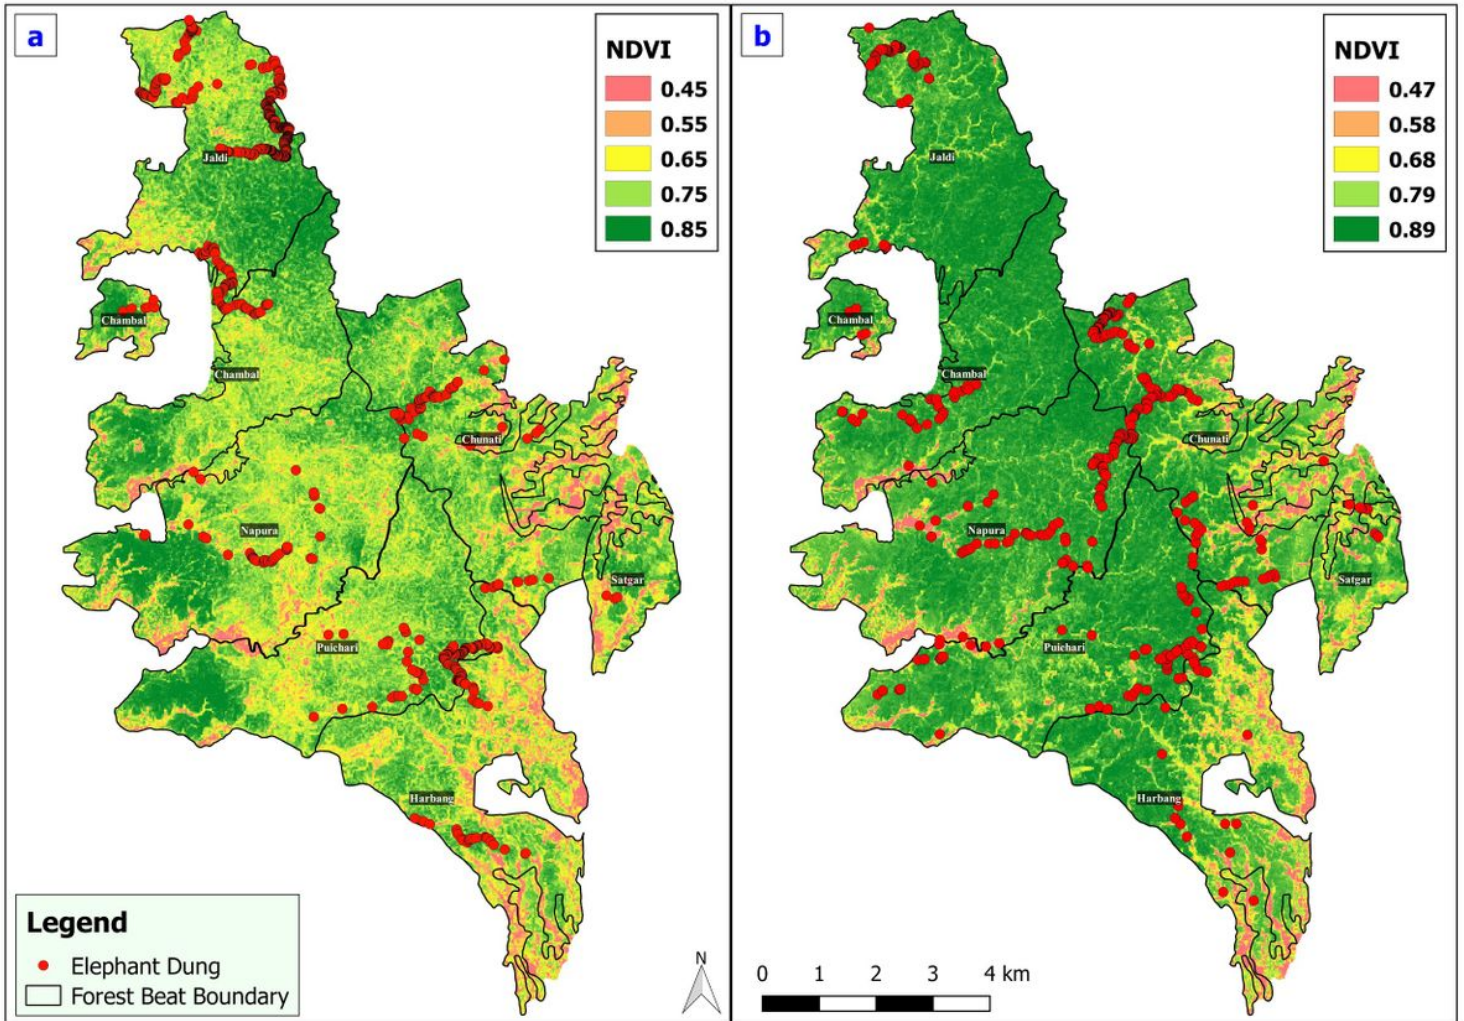 a
NDVI
0.45
0.55
0.65
0.75
0.85
Jaldi
Chambal
Chambal
Chunati
Napura
Satgar
Puichari
Harbang
Legend
Elephant Dung
Forest Beat Boundary
N
b
NDVI
0.47
0.58
0.68
0.79
0.89
Jaldi
Chambal
Chambal
Chunati
Napura
Satgar
Puichari
Harbang
0 1 2 3 4 km